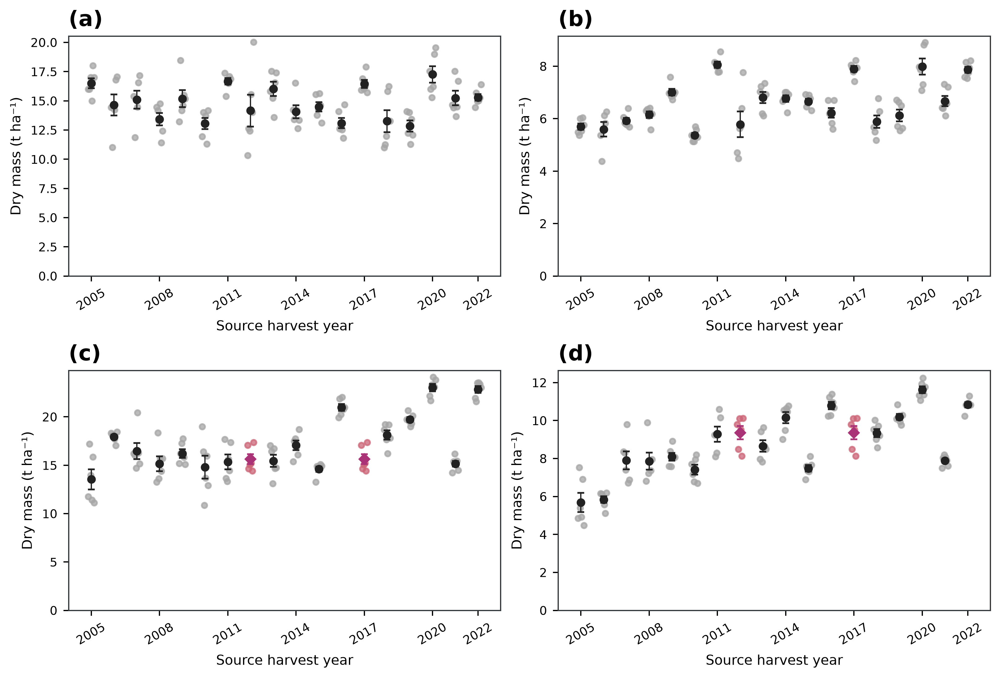 (a)
Dry mass (t ha⁻¹)
20.0
17.5
15.0
12.5
10.0
7.5
5.0
2.5
0.0
2005 2008 2011 2014 2017 2020 2022
Source harvest year
(b)
Dry mass (t ha⁻¹)
8
6
4
2
0
2005 2008 2011 2014 2017 2020 2022
Source harvest year
(c)
Dry mass (t ha⁻¹)
20
15
10
5
0
2005 2008 2011 2014 2017 2020 2022
Source harvest year
(d)
Dry mass (t ha⁻¹)
12
10
8
6
4
2
0
2005 2008 2011 2014 2017 2020 2022
Source harvest year